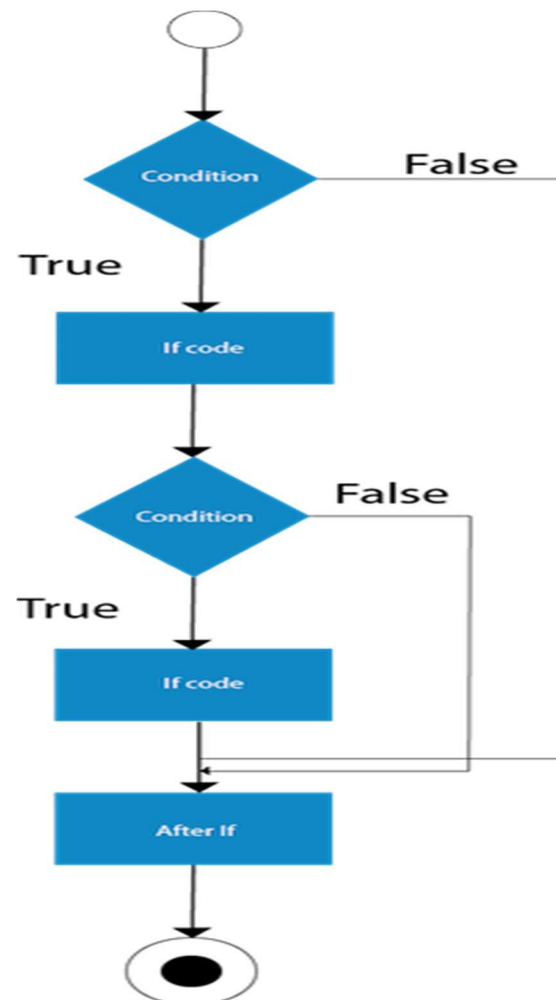 Condition
False
True
If code
Condition
False
True
If code
After If